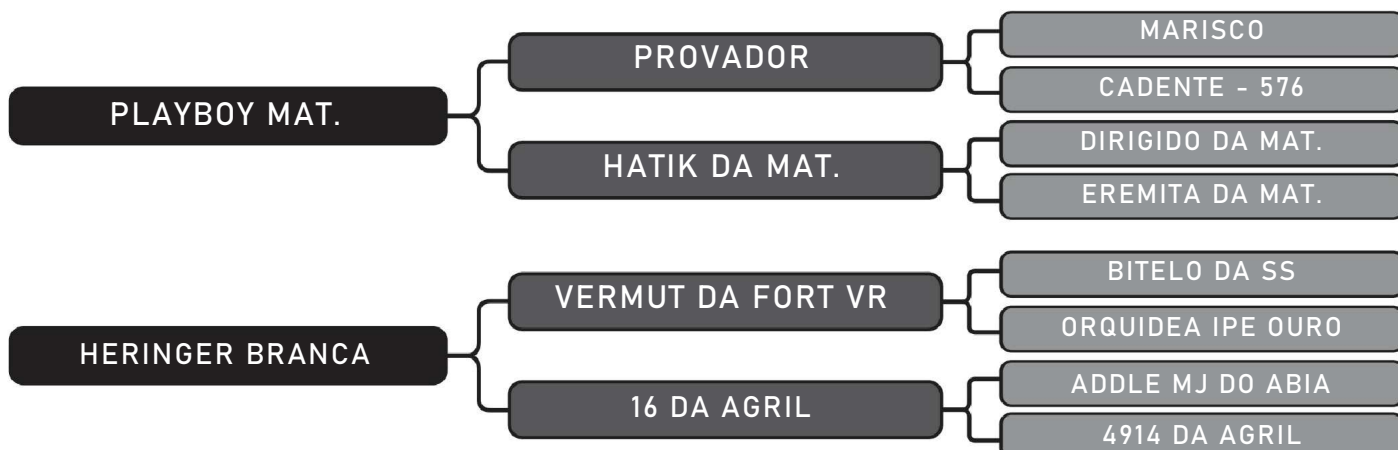 PLAYBOY MAT.
PROVADOR
MARISCO
CADENTE - 576
HATIK DA MAT.
DIRIGIDO DA MAT.
EREMITA DA MAT.
HERINGER BRANCA
VERMUT DA FORT VR
BITELO DA SS
ORQUIDEA IPE OURO
16 DA AGRIL
ADDLE MJ DO ABIA
4914 DA AGRIL